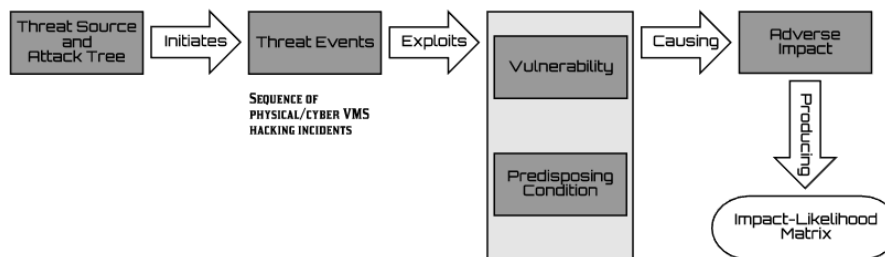 Threat Source
and
Attack Tree
Initiates
Threat Events
Exploits
Vulnerability
Causing
Adverse
Impact
Sequence of
physical/cyber VMS
hacking incidents
Predisposing
Condition
Producing
Impact-Likelihood
Matrix